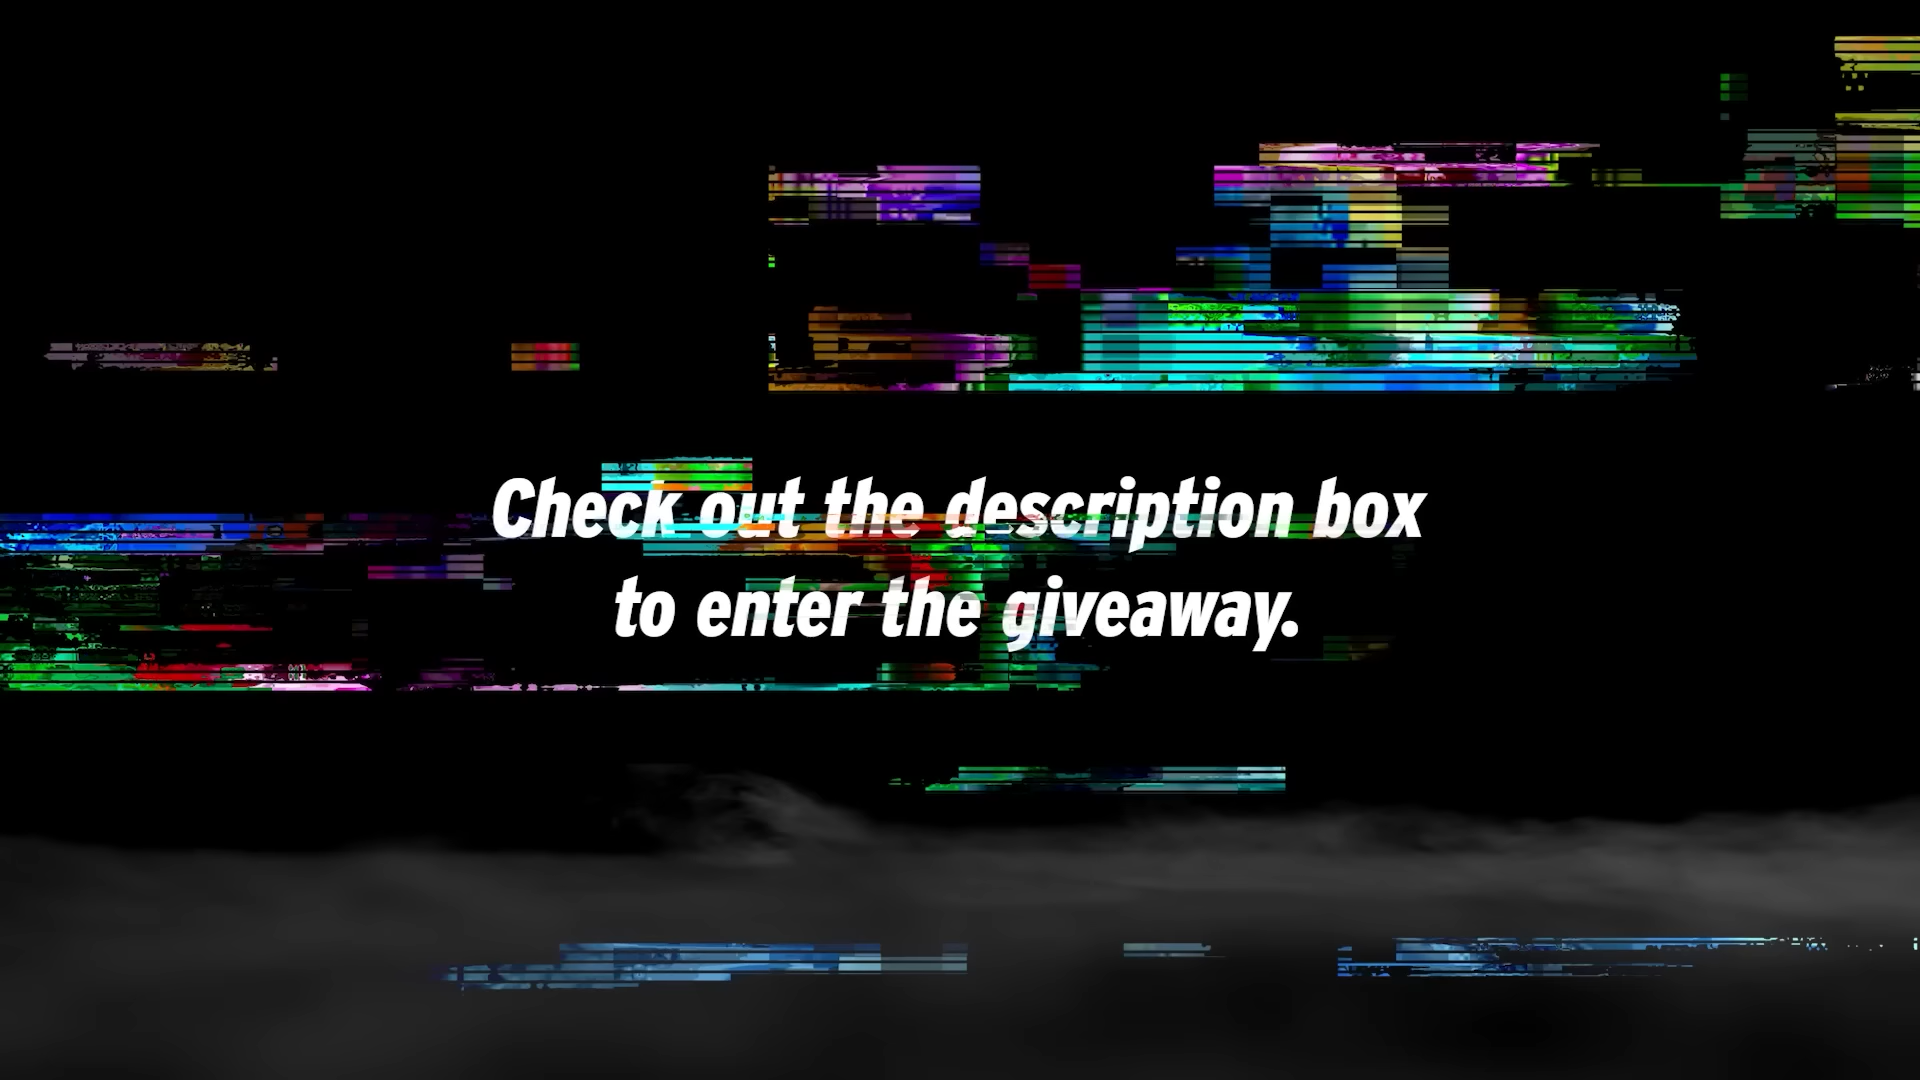 Check out the description box
to enter the giveaway.